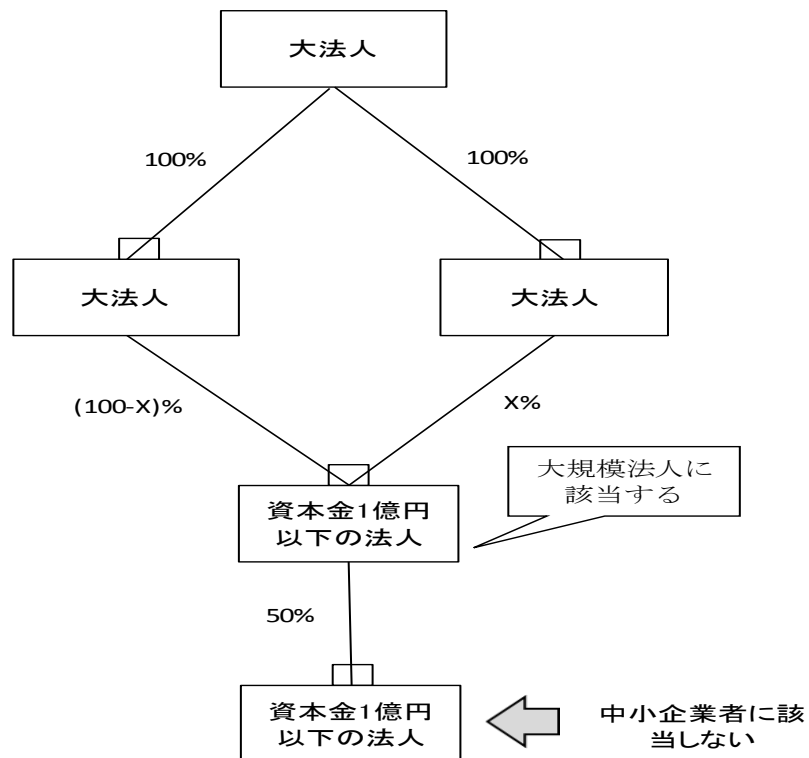 大法人
100%
100%
大法人
大法人
(100-X)%
X%
大規模法人に
該当する
資本金1億円
以下の法人
50%
資本金1億円
以下の法人
中小企業者に該
当しない